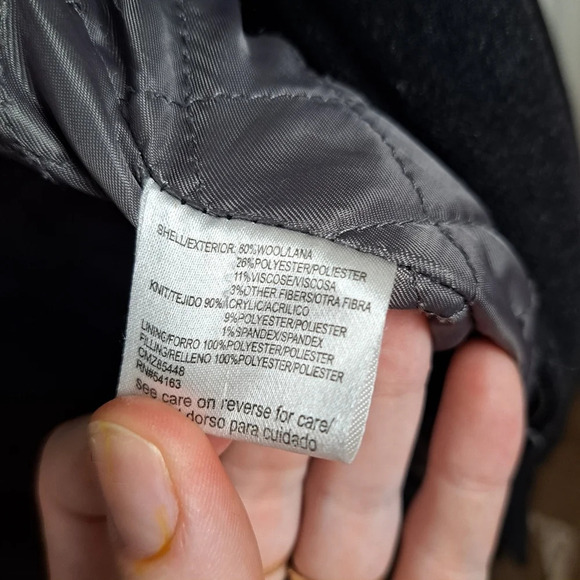 SHELL/EXTERIOR: 60%WOOL/LANA
26%POLYESTER/POLIESTER
11%VISCOSE/VISCOSA
3%OTHER FIBERS/OTRA FIBRA
KNIT/TEJIDO 90%ACRYLIC/ACRILICO
9%POLYESTER/POLIESTER
1%SPANDEX/SPANDEX
LINING/FORRO 100%POLYESTER/POLIESTER
FILLING/RELLENO 100%POLYESTER/POLIESTER
CMZ85448
RN#54163
see care on reverse for care/
dorso para cuidado